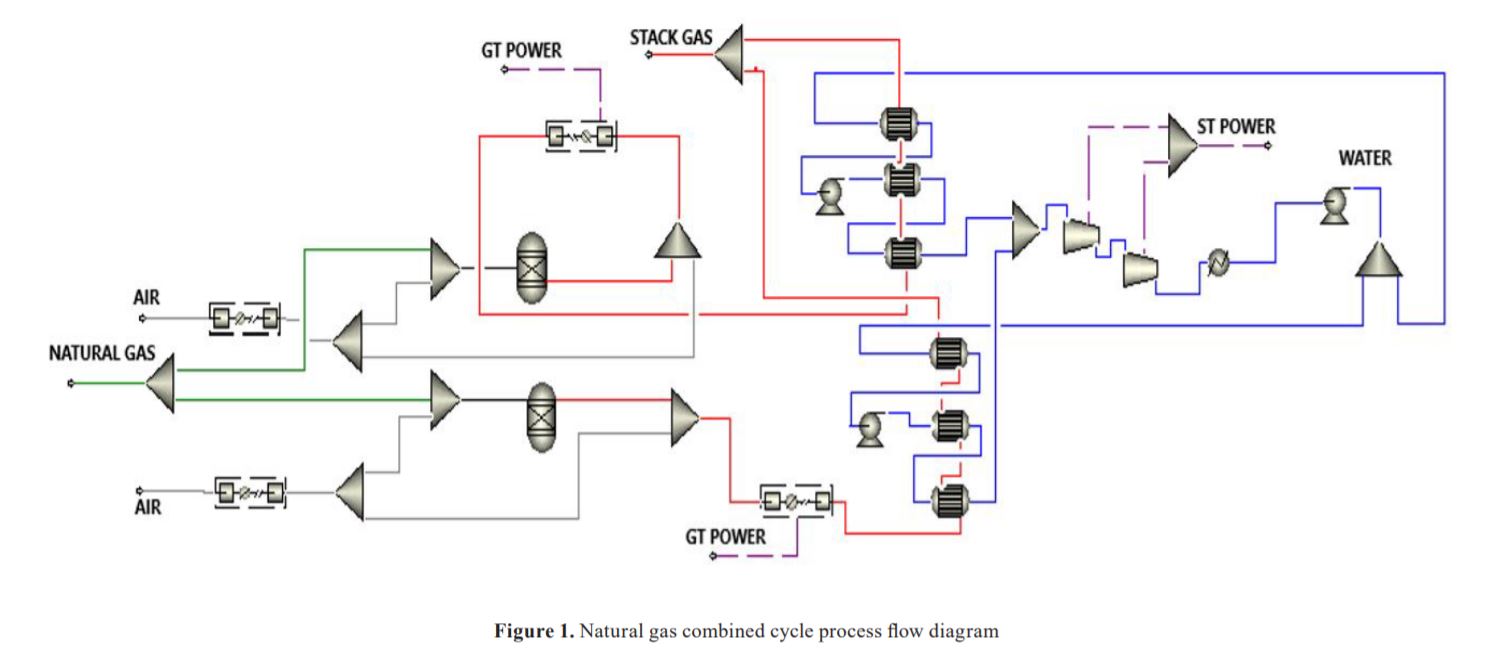 STACK GAS
GT POWER
ST POWER
WATER
AIR
NATURAL GAS
AIR
GT POWER
Figure 1. Natural gas combined cycle process flow diagram